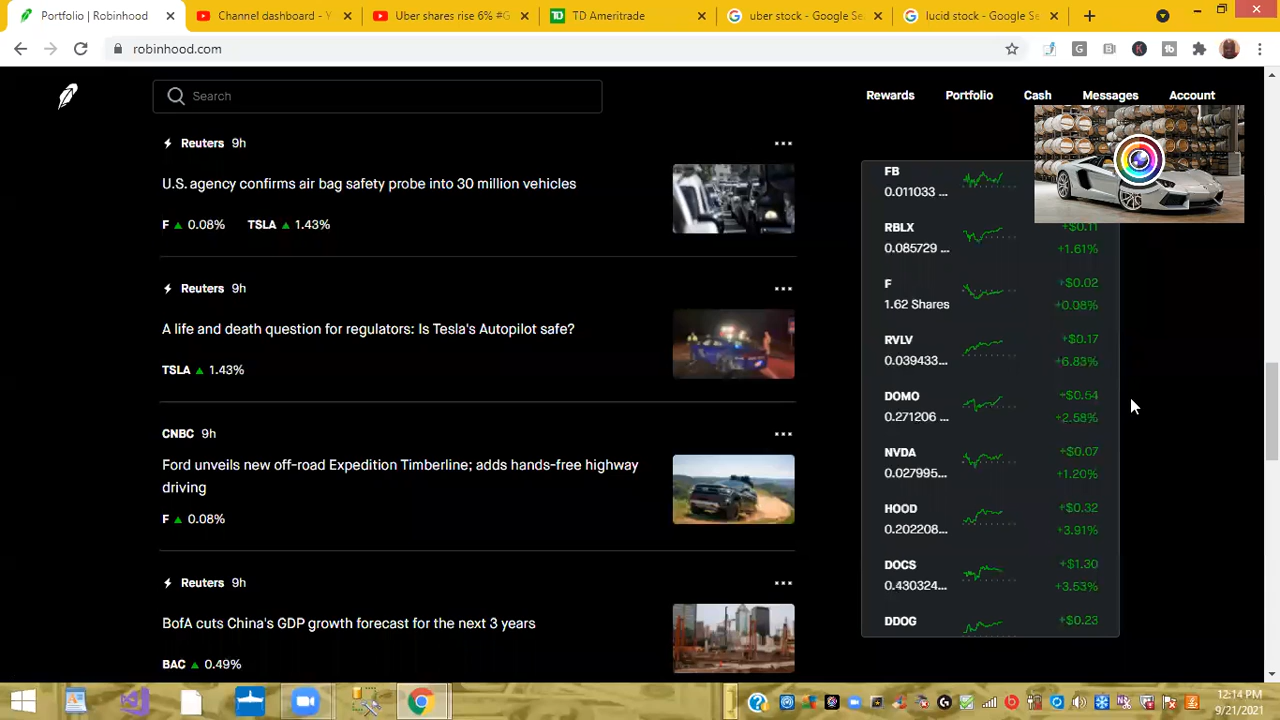 Portfolio | Robinhood
Channel dashboard - Y
Uber shares rise 6% #G
TD Ameritrade
uber stock - Google Se
lucid stock - Google Se
robinhood.com
Search
Rewards
Portfolio
Cash
Messages
Account
Reuters 9h
U.S. agency confirms air bag safety probe into 30 million vehicles
F 0.08% TSLA 1.43%
Reuters 9h
A life and death question for regulators: Is Tesla's Autopilot safe?
TSLA 1.43%
CNBC 9h
Ford unveils new off-road Expedition Timberline; adds hands-free highway
driving
F 0.08%
Reuters 9h
BofA cuts China's GDP growth forecast for the next 3 years
BAC 0.49%
FB
0.011033 ...
RBLX +$0.11
0.085729 ... +1.61%
F +$0.02
1.62 Shares +0.08%
RVLV +$0.17
0.039433... +6.83%
DOMO +$0.54
0.271206 ... +2.58%
NVDA +$0.07
0.027995... +1.20%
HOOD +$0.32
0.202208... +3.91%
DOCS +$1.30
0.430324... +3.53%
DDOG +$0.23
12:14 PM
9/21/2021